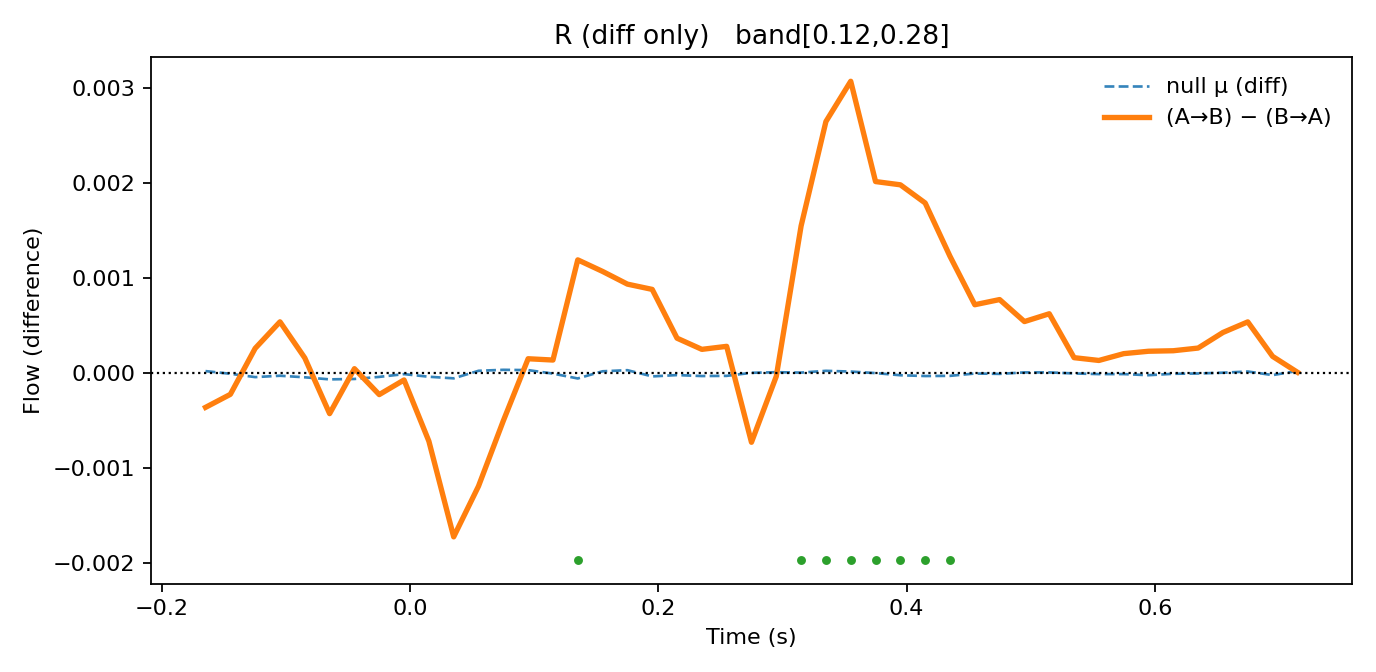 R (diff only)   band[0.12,0.28]
null μ (diff)
(A→B) − (B→A)
Flow (difference)
0.003
0.002
0.001
0.000
−0.001
−0.002
−0.2
0.0
0.2
0.4
0.6
Time (s)